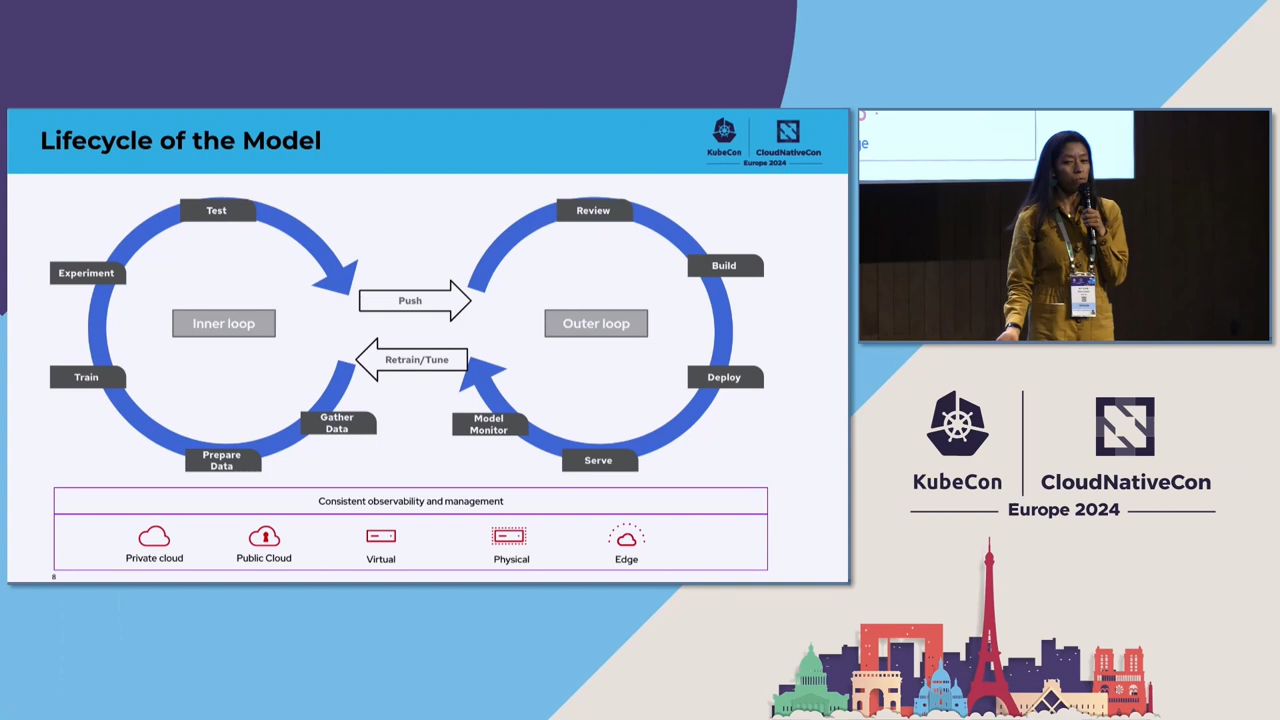 Lifecycle of the Model
KubeCon
CloudNativeCon
Europe 2024
Test
Experiment
Inner loop
Train
Prepare
Data
Gather
Data
Push
Retrain/Tune
Review
Build
Outer loop
Deploy
Model
Monitor
Serve
Consistent observability and management
Private cloud
Public Cloud
Virtual
Physical
Edge
8
KubeCon
CloudNativeCon
Europe 2024